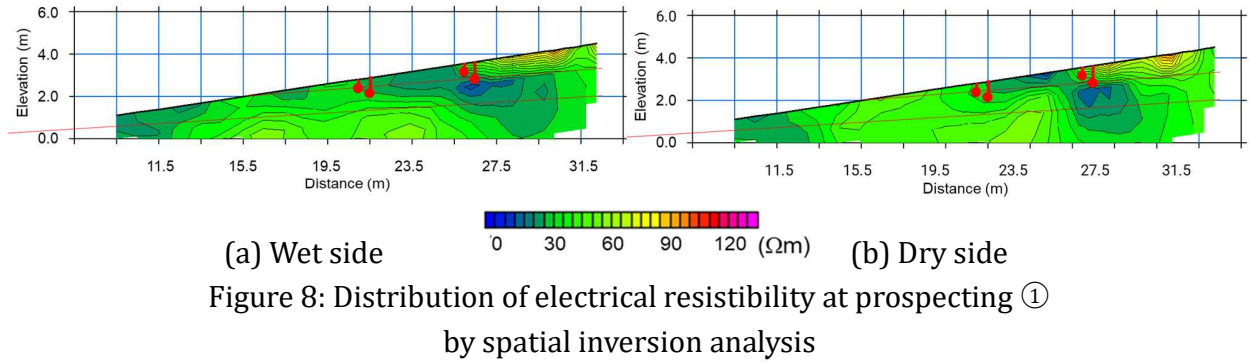 6.0
4.0
2.0
0.0
Elevation (m)
11.5 15.5 19.5 23.5 27.5 31.5
Distance (m)
6.0
4.0
2.0
0.0
Elevation (m)
11.5 15.5 19.5 23.5 27.5 31.5
Distance (m)
0 30 60 90 120 (Ωm)
(a) Wet side
(b) Dry side
Figure 8: Distribution of electrical resistibility at prospecting ①
by spatial inversion analysis